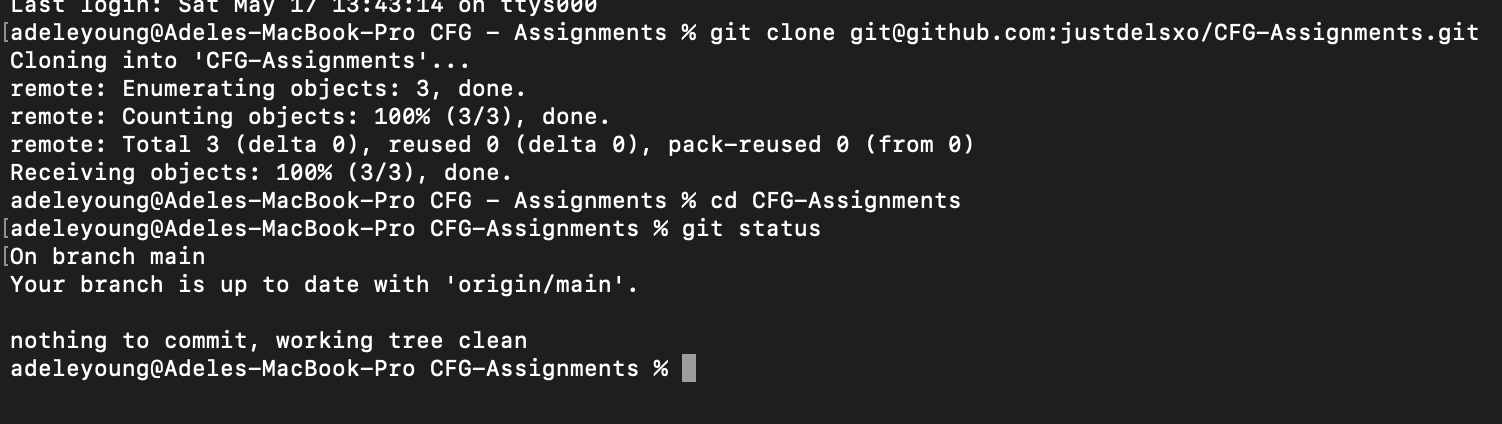 Last login: Sat May 17 13:43:14 on ttys000
[adeleyoung@Adeles-MacBook-Pro CFG - Assignments % git clone git@github.com:justdelsxo/CFG-Assignments.git
Cloning into 'CFG-Assignments'...
remote: Enumerating objects: 3, done.
remote: Counting objects: 100% (3/3), done.
remote: Total 3 (delta 0), reused 0 (delta 0), pack-reused 0 (from 0)
Receiving objects: 100% (3/3), done.
adeleyoung@Adeles-MacBook-Pro CFG - Assignments % cd CFG-Assignments
[adeleyoung@Adeles-MacBook-Pro CFG-Assignments % git status
[On branch main
Your branch is up to date with 'origin/main'.
nothing to commit, working tree clean
adeleyoung@Adeles-MacBook-Pro CFG-Assignments %